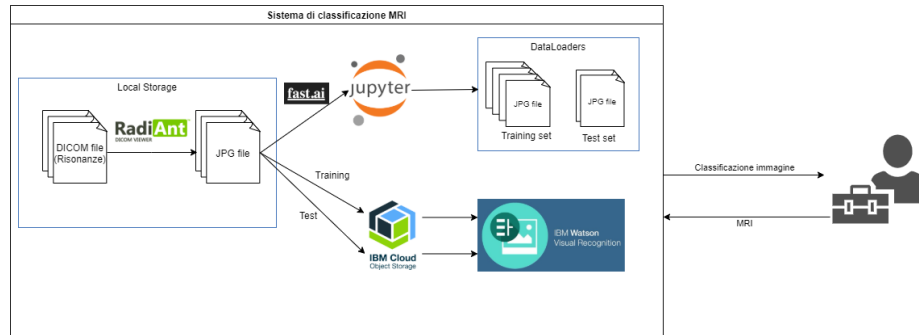 Sistema di classificazione MRI
Local Storage
DICOM file
(Risonanze)
RadiAnt
DICOM VIEWER
JPG file
fast.ai
jupyter
DataLoaders
JPG file
Training set
JPG file
Test set
Training
Test
IBM Cloud
Object Storage
IBM Watson
Visual Recognition
Classificazione immagine
MRI